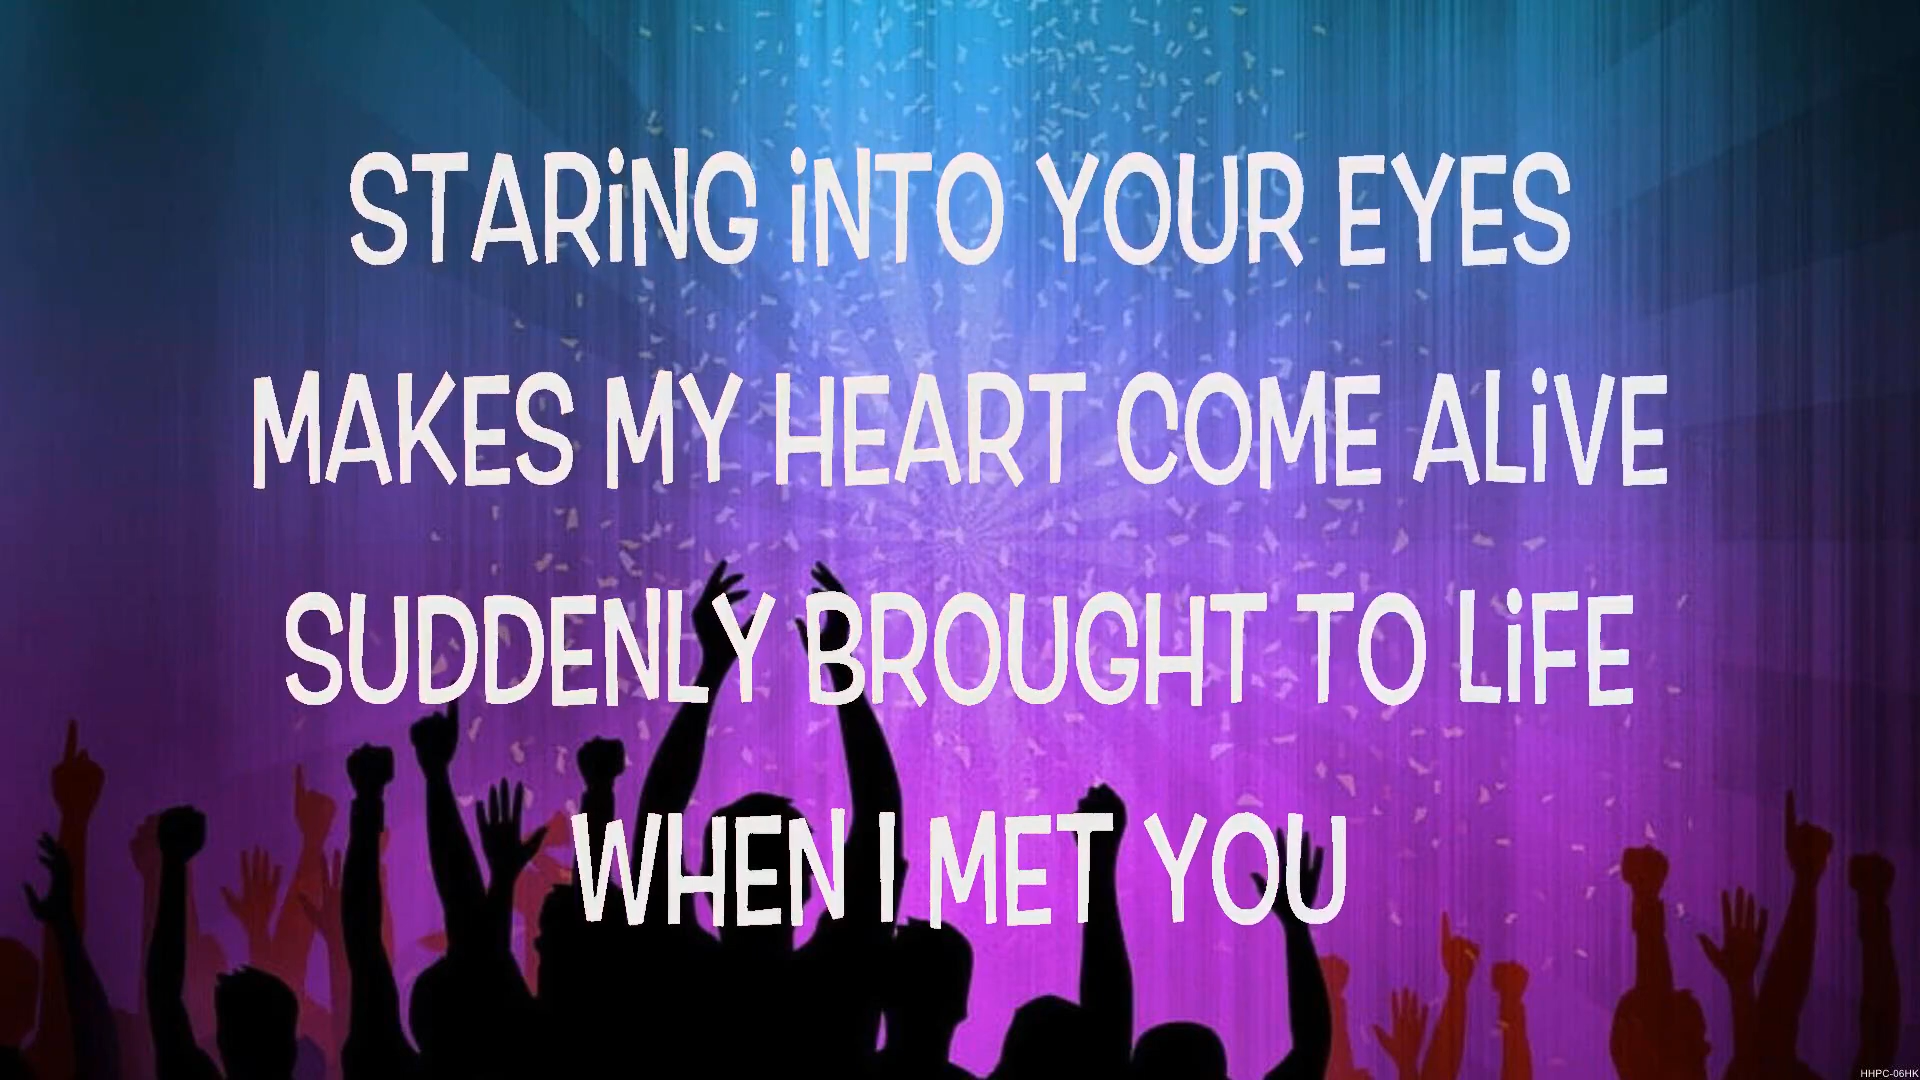 STARiNG iNTO YOUR EYES
MAKES MY HEART COME ALiVE
SUDDENLY BROUGHT TO LiFE
WHEN I MET YOU
HHPC-06HK